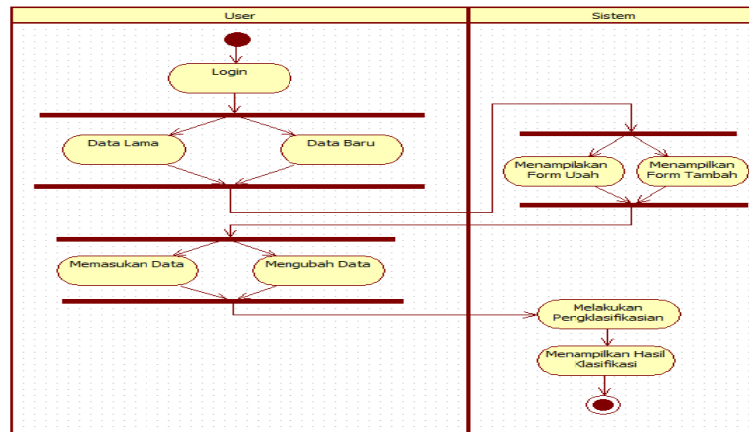 User
Sistem
Login
Data Lama
Data Baru
Menampilakan
Form Ubah
Menampilkan
Form Tambah
Memasukan Data
Mengubah Data
Melakukan
Pengklasifikasian
Menampilkan Hasil
Klasifikasi